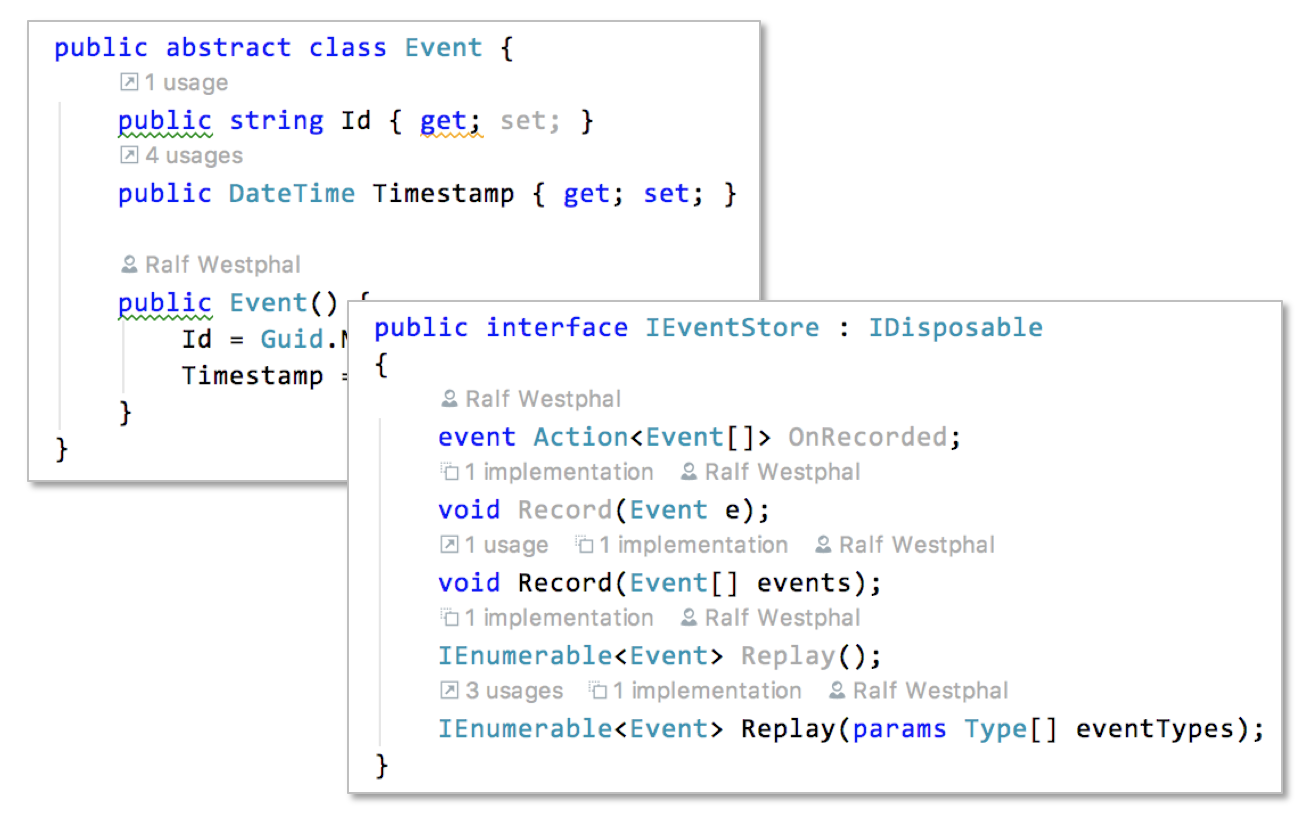 public abstract class Event {
1 usage
public string Id { get; set; }
4 usages
public DateTime Timestamp { get; set; }
Ralf Westphal
public Event() {
Id = Guid.
Timestamp =
}
}
public interface IEventStore : IDisposable
{
Ralf Westphal
event Action<Event[]> OnRecorded;
1 implementation Ralf Westphal
void Record(Event e);
1 usage 1 implementation Ralf Westphal
void Record(Event[] events);
1 implementation Ralf Westphal
IEnumerable<Event> Replay();
3 usages 1 implementation Ralf Westphal
IEnumerable<Event> Replay(params Type[] eventTypes);
}